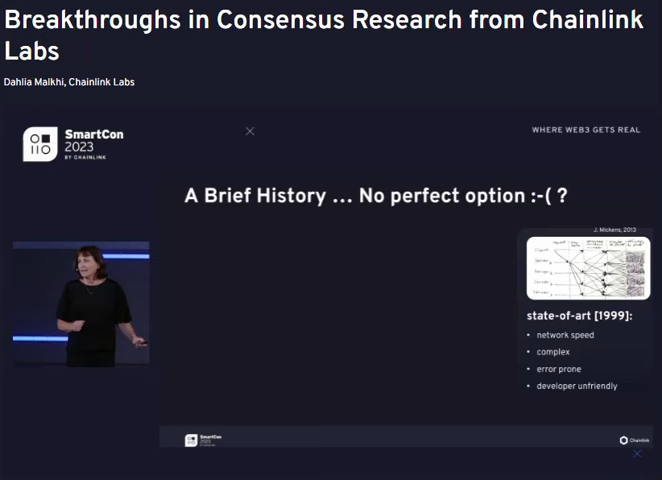 Breakthroughs in Consensus Research from Chainlink
Labs
Dahlia Malkhi, Chainlink Labs
SmartCon
2023
BY CHAINLINK
WHERE WEB3 GETS REAL
A Brief History ... No perfect option :-( ?
J. Mickens, 2013
state-of-art [1999]:
• network speed
• complex
• error prone
• developer unfriendly
SmartCon
2023
Chainlink